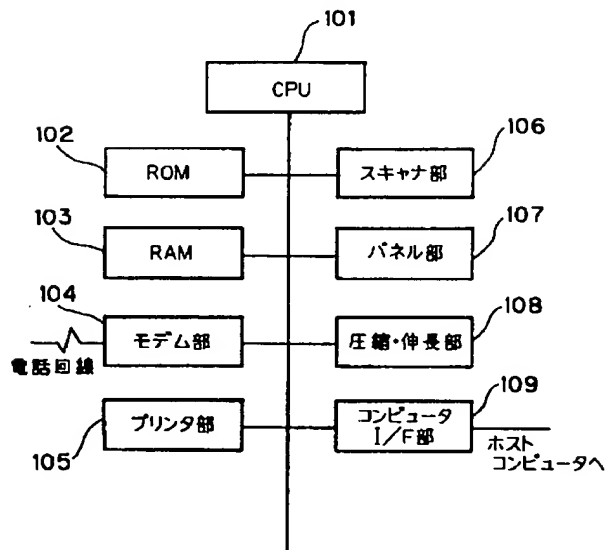 101
CPU
102
ROM
106
スキャナ部
103
RAM
107
パネル部
104
モデム部
電話回線
108
圧縮・伸長部
105
プリンタ部
109
コンピュータ
I/F部
ホスト
コンピュータへ